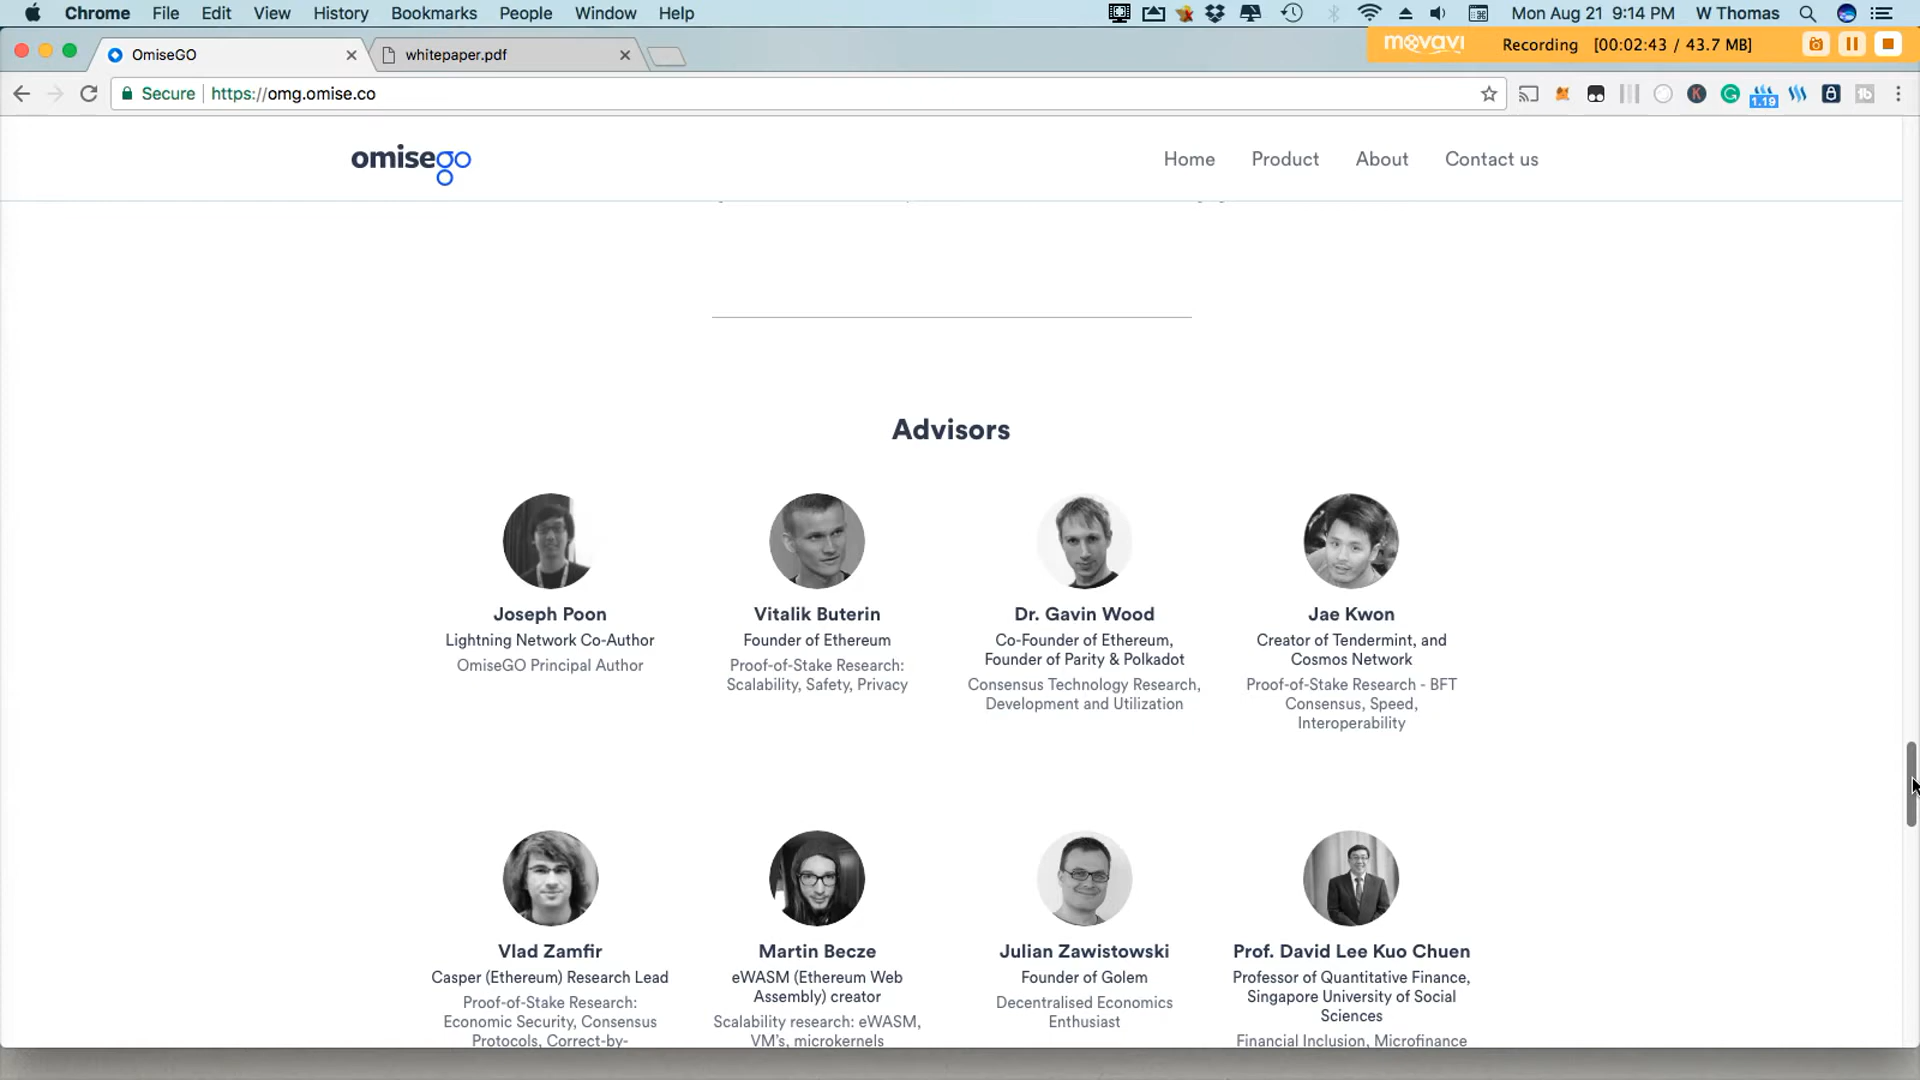 Chrome File Edit View History Bookmarks People Window Help Mon Aug 21 9:14 PM W Thomas
OmiseGO whitepaper.pdf
movavi Recording [00:02:43 / 43.7 MB]
Secure https://omg.omise.co
1.19
omisego Home Product About Contact us
Advisors
Joseph Poon
Lightning Network Co-Author
OmiseGO Principal Author
Vitalik Buterin
Founder of Ethereum
Proof-of-Stake Research:
Scalability, Safety, Privacy
Dr. Gavin Wood
Co-Founder of Ethereum,
Founder of Parity & Polkadot
Consensus Technology Research,
Development and Utilization
Jae Kwon
Creator of Tendermint, and
Cosmos Network
Proof-of-Stake Research - BFT
Consensus, Speed,
Interoperability
Vlad Zamfir
Casper (Ethereum) Research Lead
Proof-of-Stake Research:
Economic Security, Consensus
Protocols, Correct-by-
Martin Becze
eWASM (Ethereum Web
Assembly) creator
Scalability research: eWASM,
VM's, microkernels
Julian Zawistowski
Founder of Golem
Decentralised Economics
Enthusiast
Prof. David Lee Kuo Chuen
Professor of Quantitative Finance,
Singapore University of Social
Sciences
Financial Inclusion, Microfinance